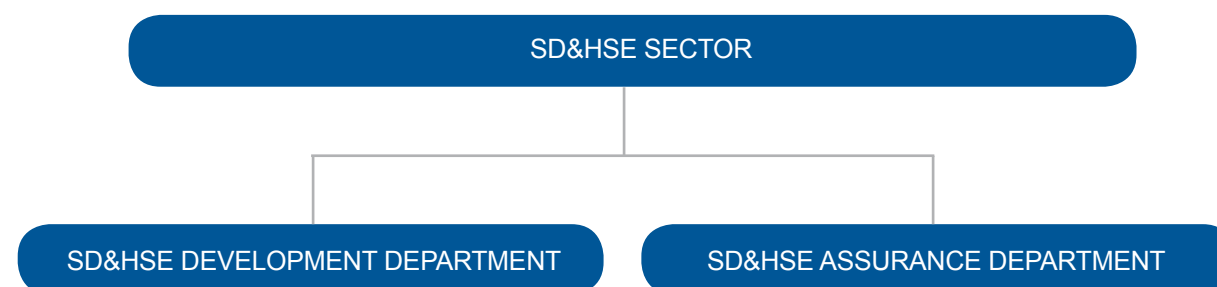 SD&HSE SECTOR
SD&HSE DEVELOPMENT DEPARTMENT
SD&HSE ASSURANCE DEPARTMENT